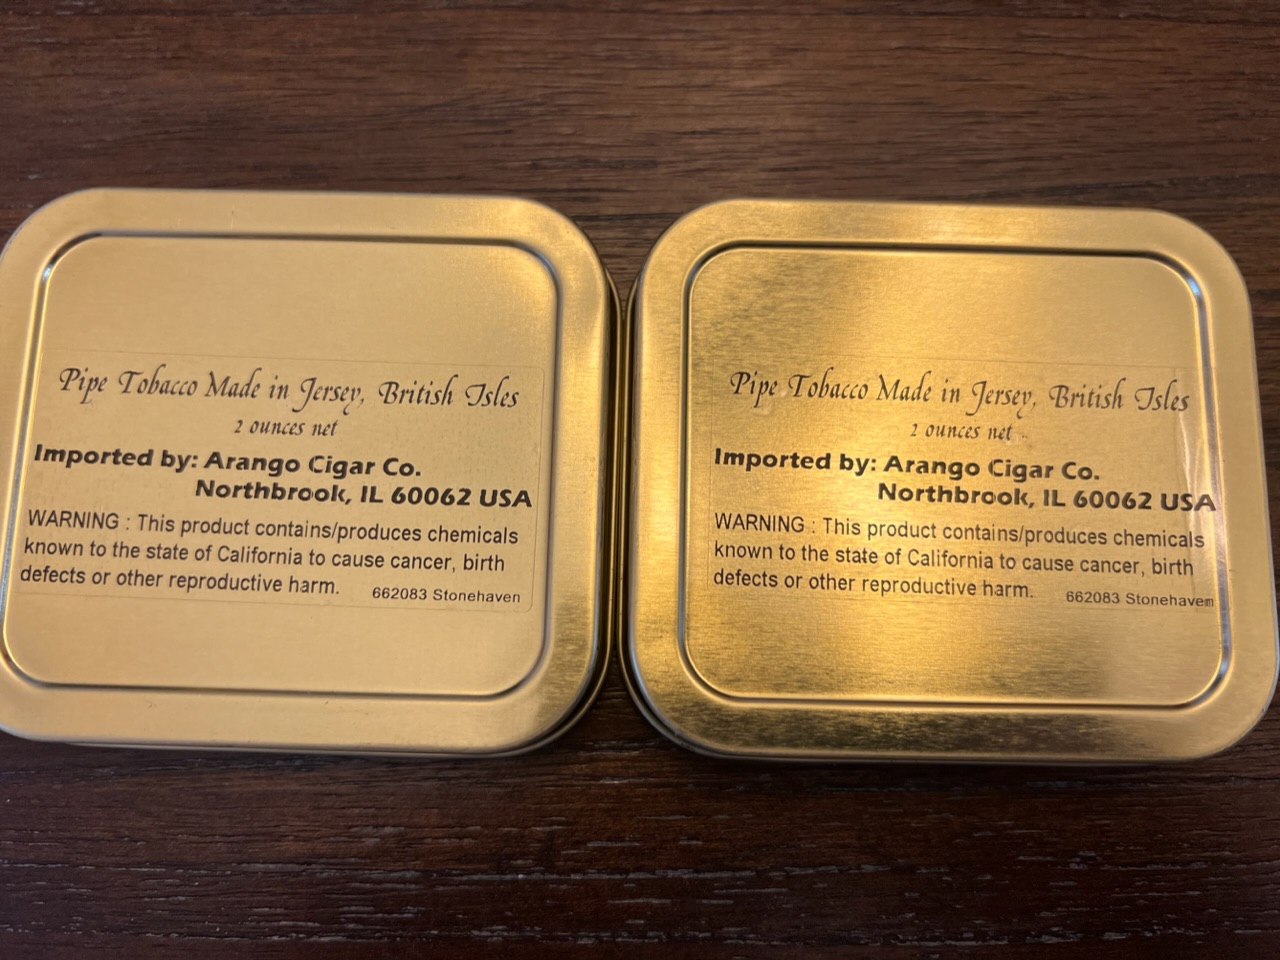 Pipe Tobacco Made in Jersey, British Isles
2 ounces net
Imported by: Arango Cigar Co.
Northbrook, IL 60062 USA
WARNING : This product contains/produces chemicals
known to the state of California to cause cancer, birth
defects or other reproductive harm. 662083 Stonehaven
Pipe Tobacco Made in Jersey, British Isles
2 ounces net
Imported by: Arango Cigar Co.
Northbrook, IL 60062 USA
WARNING : This product contains/produces chemicals
known to the state of California to cause cancer, birth
defects or other reproductive harm. 662083 Stonehaven